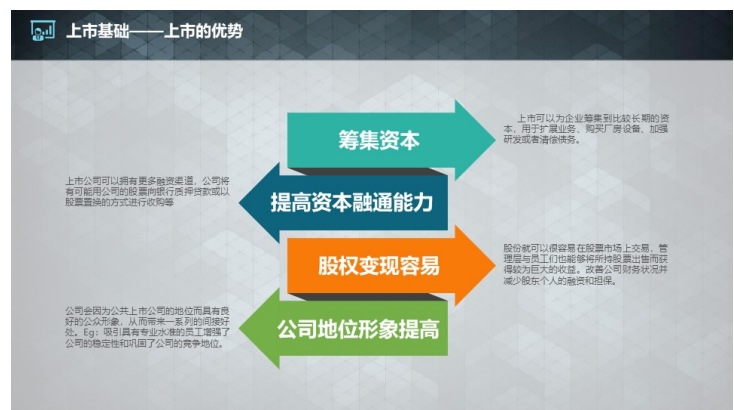 上市基础——上市的优势
筹集资本
上市可以为企业筹集到比较长期的资
本，用于扩展业务、购买厂房设备、加强
研发或者清偿债务。
上市公司可以拥有更多融资渠道，公司将
有可能用公司的股票向银行质押贷款或以
股票置换的方式进行收购等
提高资本融通能力
股权变现容易
股份就可以很容易在股票市场上交易，管
理层与员工们也能够将所持股票出售而获
得较为巨大的收益。改善公司财务状况并
减少股东个人的融资和担保。
公司会因为公共上市公司的地位而具有良
好的公众形象，从而带来一系列的间接好
处。Eg：吸引具有专业水准的员工增强了
公司的稳定性和巩固了公司的竞争地位。
公司地位形象提高